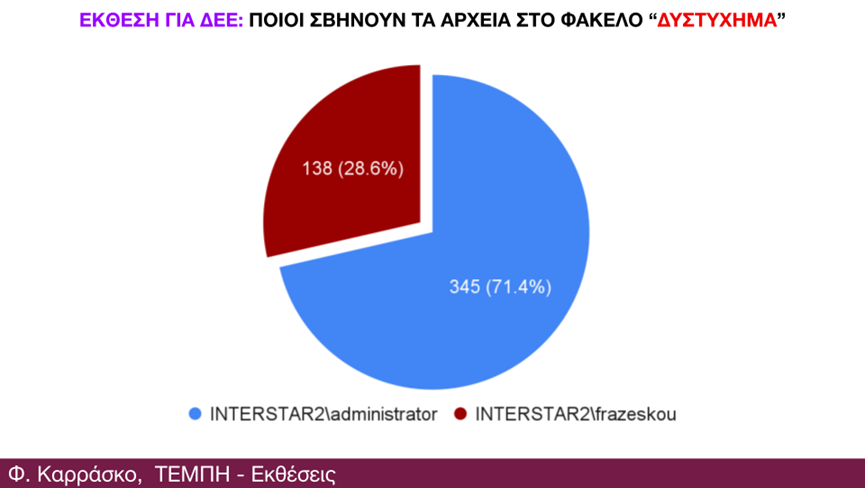 ΕΚΘΕΣΗ ΓΙΑ ΔΕΕ: ΠΟΙΟΙ ΣΒΗΝΟΥΝ ΤΑ ΑΡΧΕΙΑ ΣΤΟ ΦΑΚΕΛΟ “ΔΥΣΤΥΧΗΜΑ”
138 (28.6%)
345 (71.4%)
INTERSTAR2\administrator INTERSTAR2\frazeskou
Φ. Καρράσκο, ΤΕΜΠΗ - Εκθέσεις